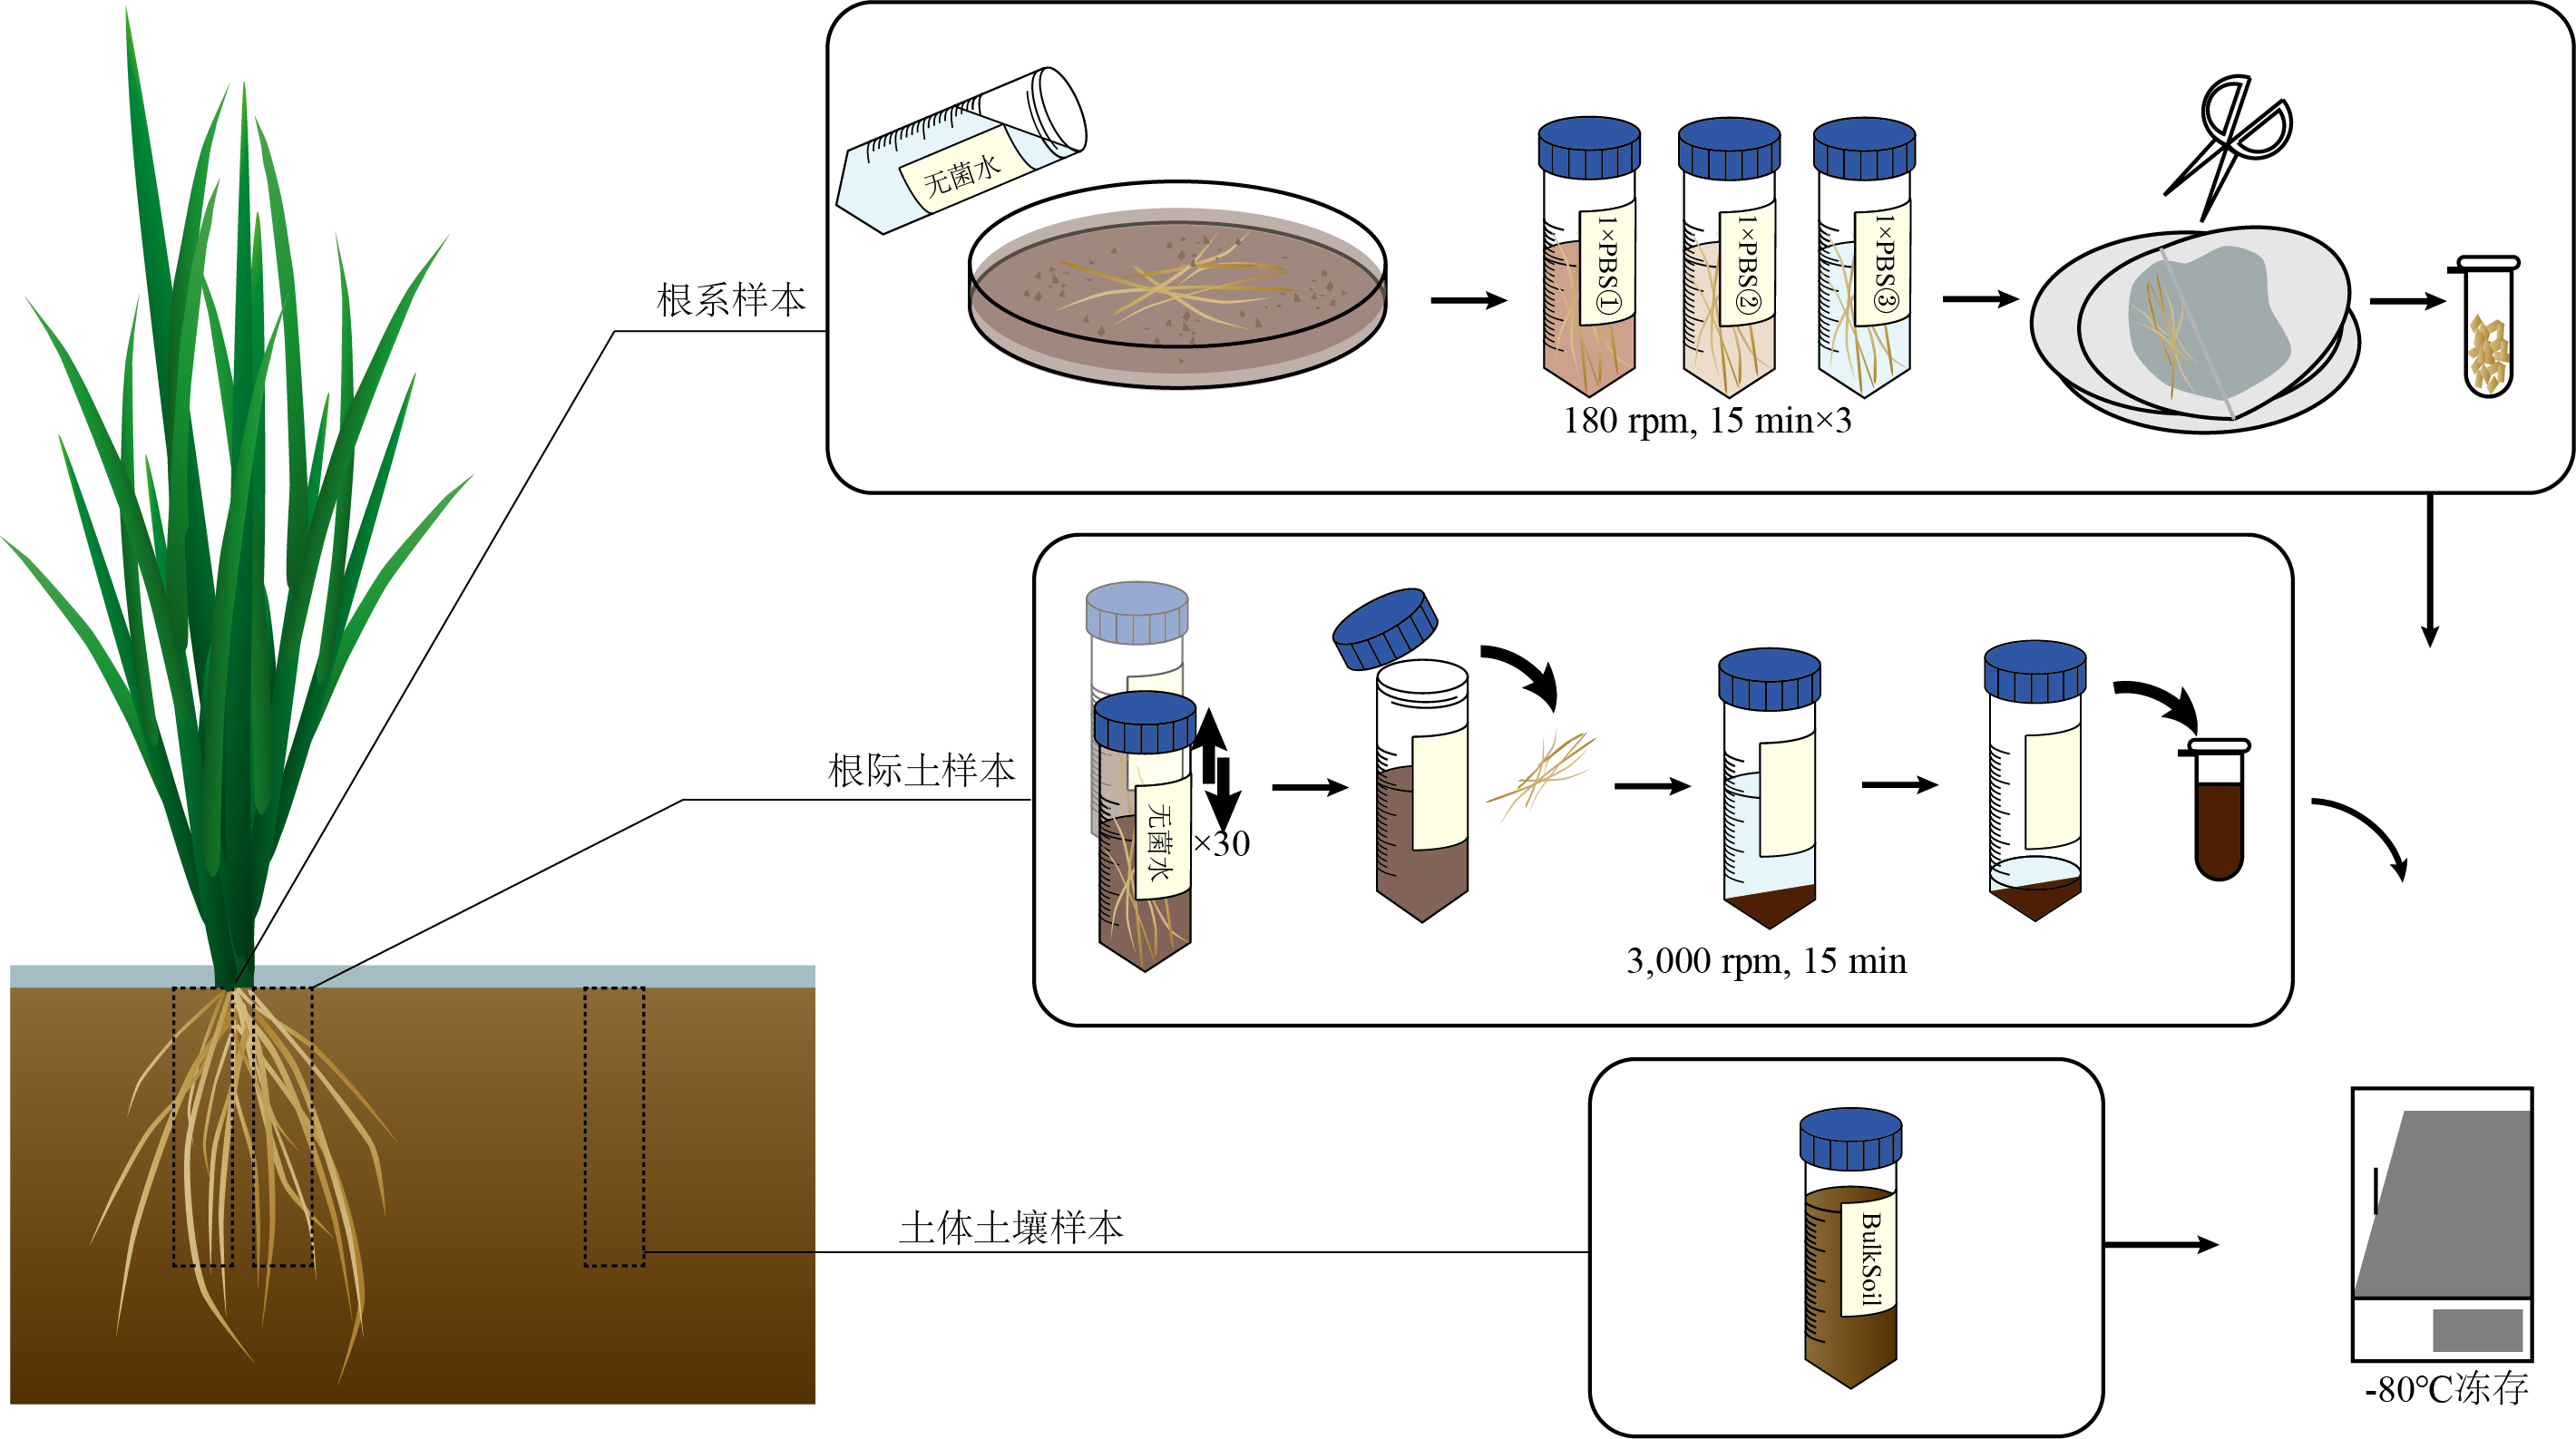 无菌水
1×PBS①
1×PBS②
1×PBS③
根系样本
180 rpm, 15 min×3
根际土样本
无菌水
×30
3,000 rpm, 15 min
土体土壤样本
BulkSoil
-80℃冻存